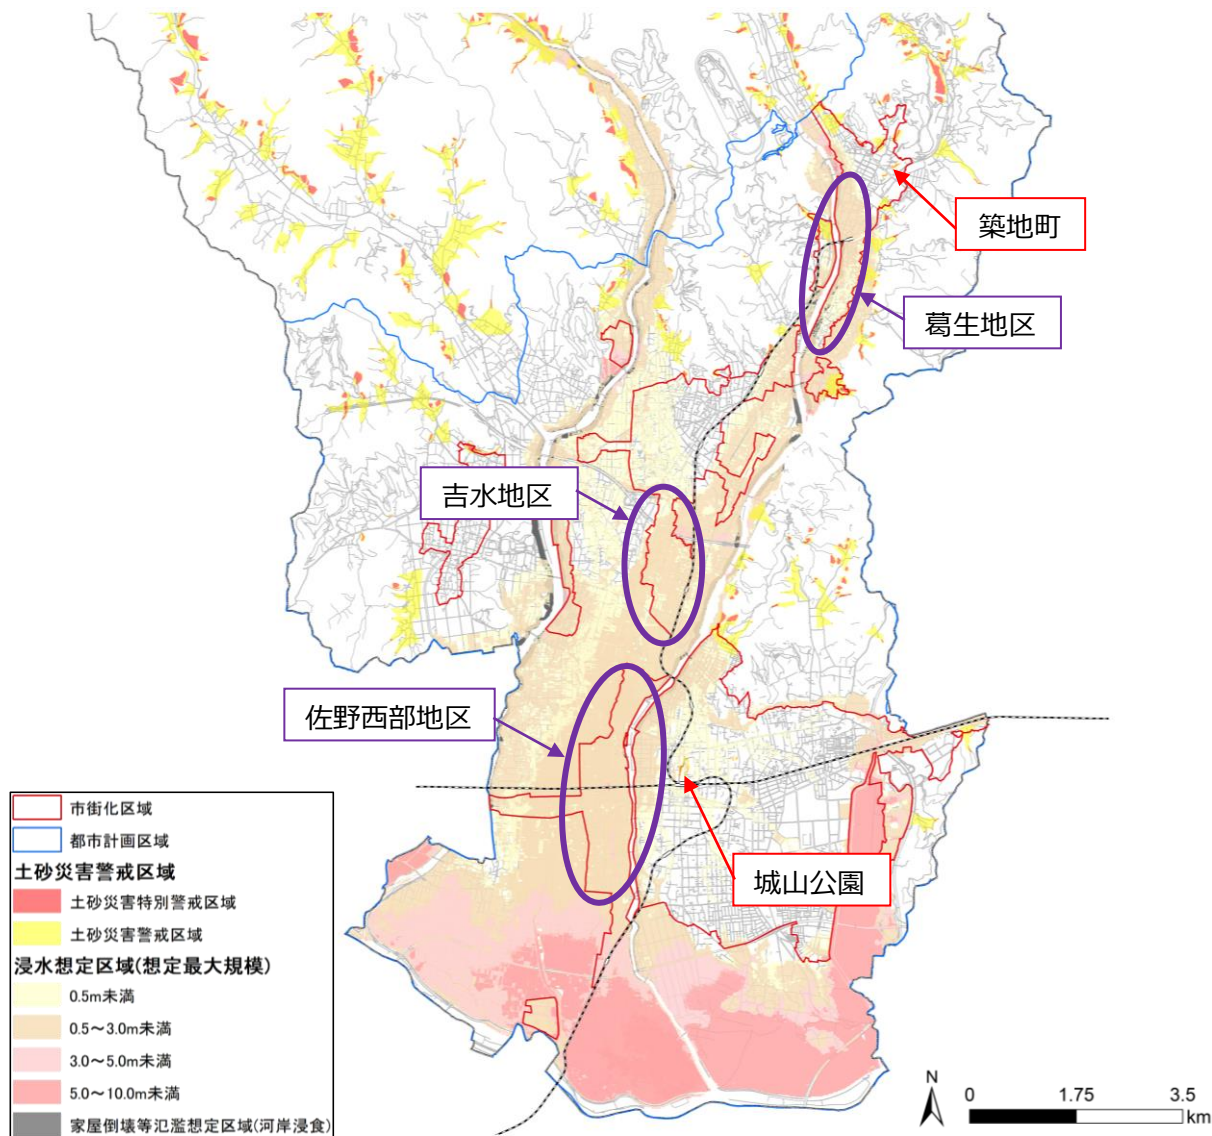 築地町
葛生地区
吉水地区
佐野西部地区
城山公園
市街化区域
都市計画区域
土砂災害警戒区域
土砂災害特別警戒区域
土砂災害警戒区域
浸水想定区域(想定最大規模)
0.5m未満
0.5～3.0m未満
3.0～5.0m未満
5.0～10.0m未満
家屋倒壊等氾濫想定区域(河岸侵食)
N
0 1.75 3.5
km